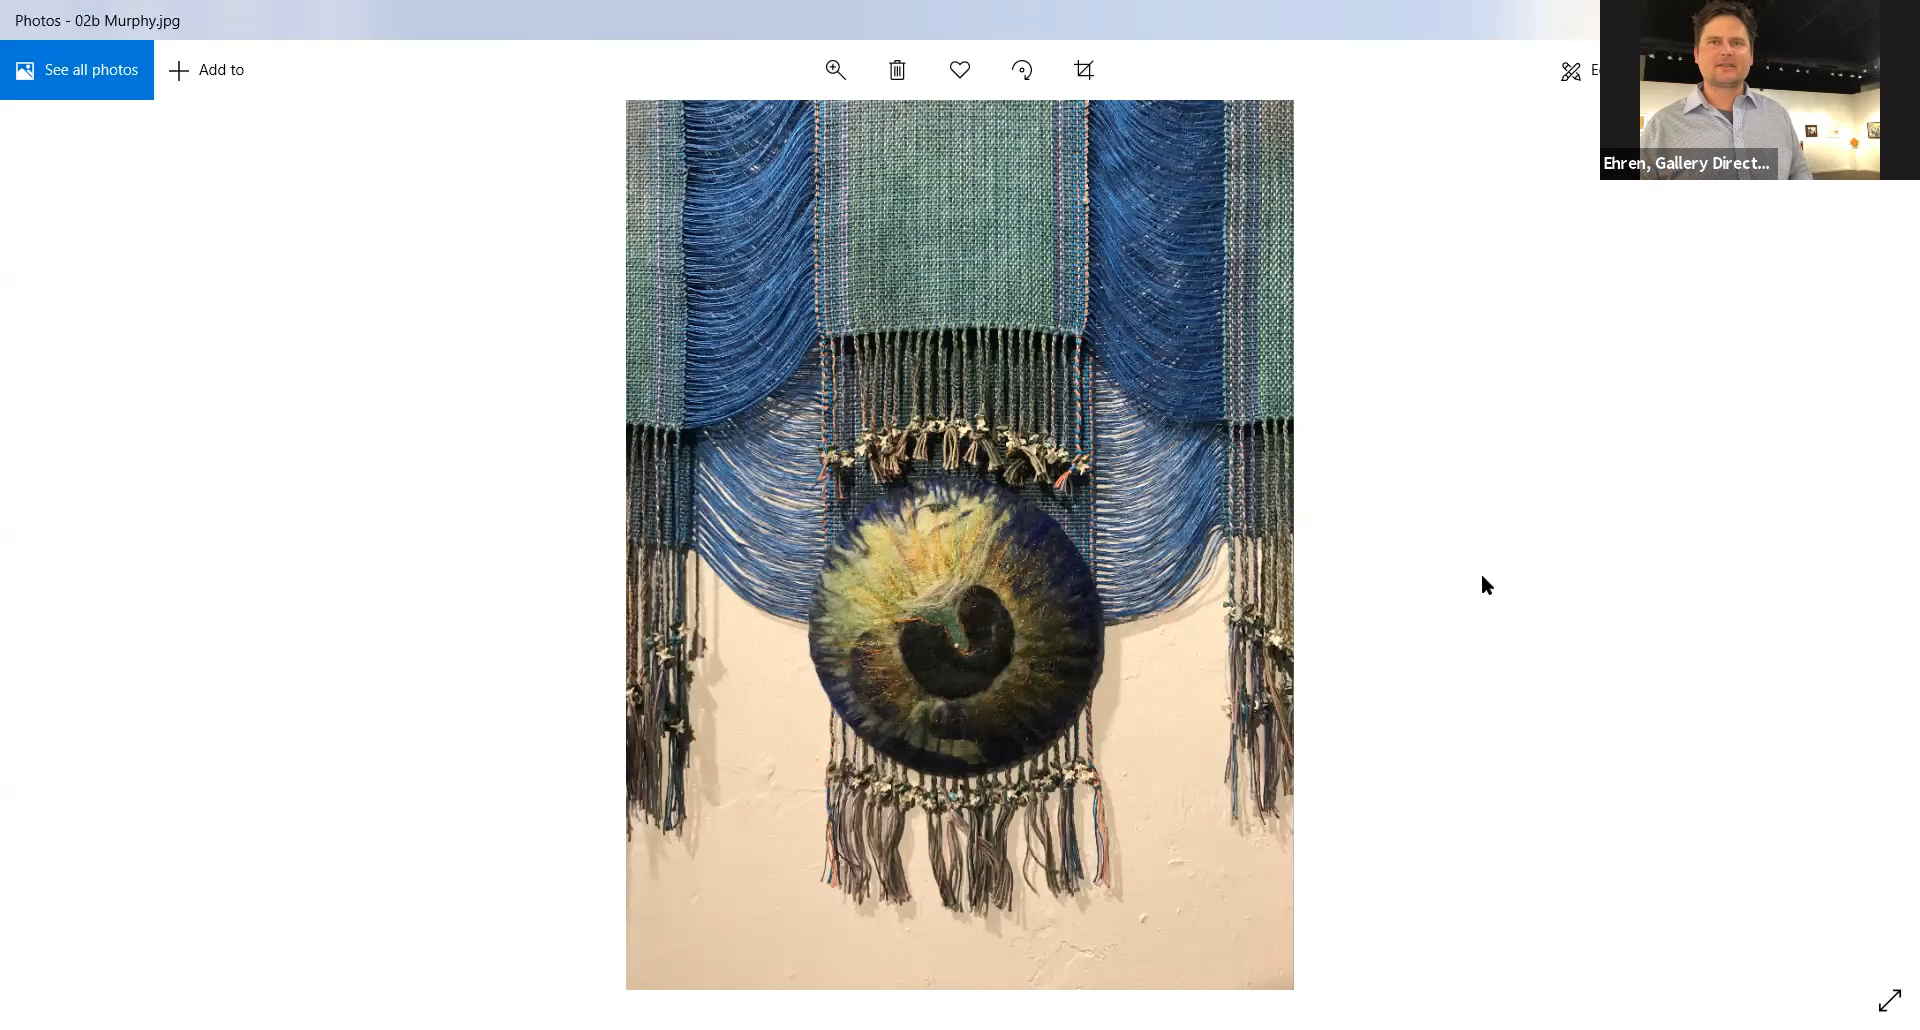 Photos - 02b Murphy.jpg
See all photos
Add to
Ehren, Gallery Direct...